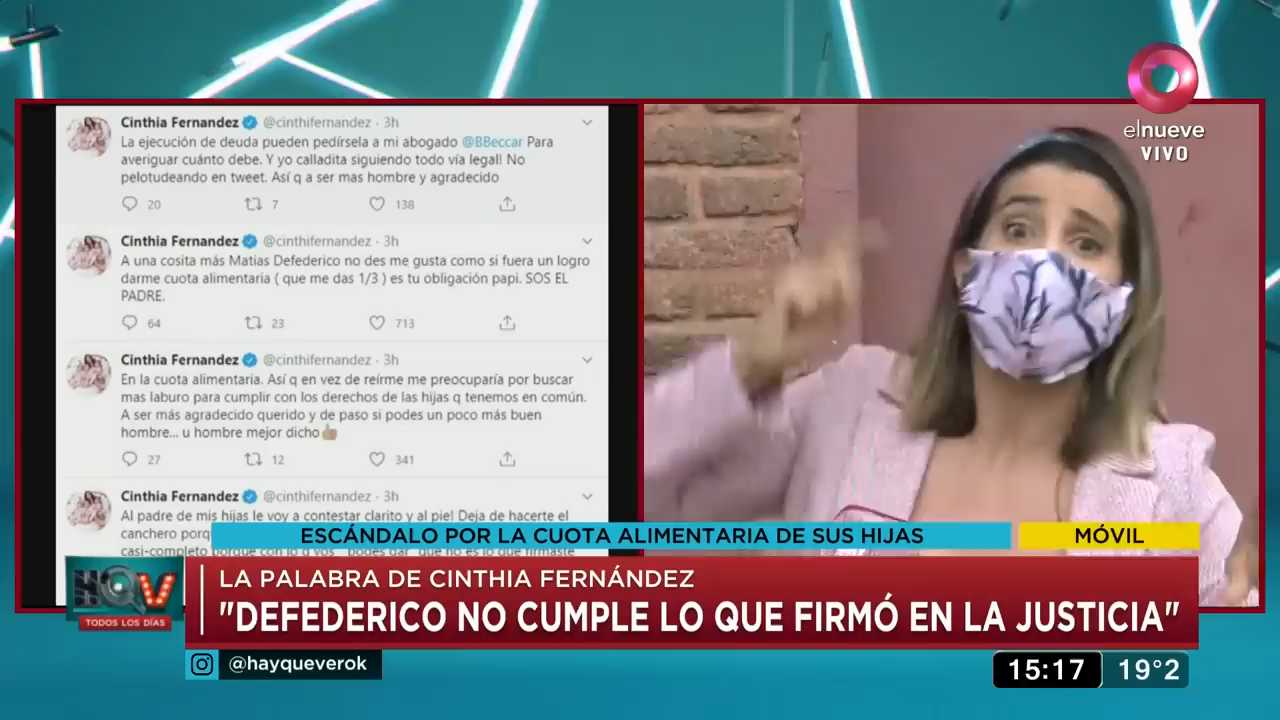 Cinthia Fernandez @cinthifernandez · 3h
La ejecución de deuda pueden pedírsela a mi abogado @BBeccar Para
averiguar cuánto debe. Y yo calladita siguiendo todo vía legal! No
pelotudeando en tweet. Así q a ser mas hombre y agradecido
20 7 138
Cinthia Fernandez @cinthifernandez · 3h
A una cosita más Matias Defederico no des me gusta como si fuera un logro
darme cuota alimentaria ( que me das 1/3 ) es tu obligación papi. SOS EL
PADRE.
64 23 713
Cinthia Fernandez @cinthifernandez · 3h
En la cuota alimentaria. Así q en vez de reírme me preocuparía por buscar
mas laburo para cumplir con los derechos de las hijas q tenemos en común.
A ser más agradecido querido y de paso si podes un poco más buen
hombre... u hombre mejor dicho
27 12 341
Cinthia Fernandez @cinthifernandez · 3h
Al padre de mis hijas le voy a contestar clarito y al pie! Deja de hacerte el
canchero porq
elnueve
VIVO
ESCÁNDALO POR LA CUOTA ALIMENTARIA DE SUS HIJAS
MÓVIL
HQV
TODOS LOS DÍAS
LA PALABRA DE CINTHIA FERNÁNDEZ
"DEFEDERICO NO CUMPLE LO QUE FIRMÓ EN LA JUSTICIA"
@hayqueverok
15:17 19°2